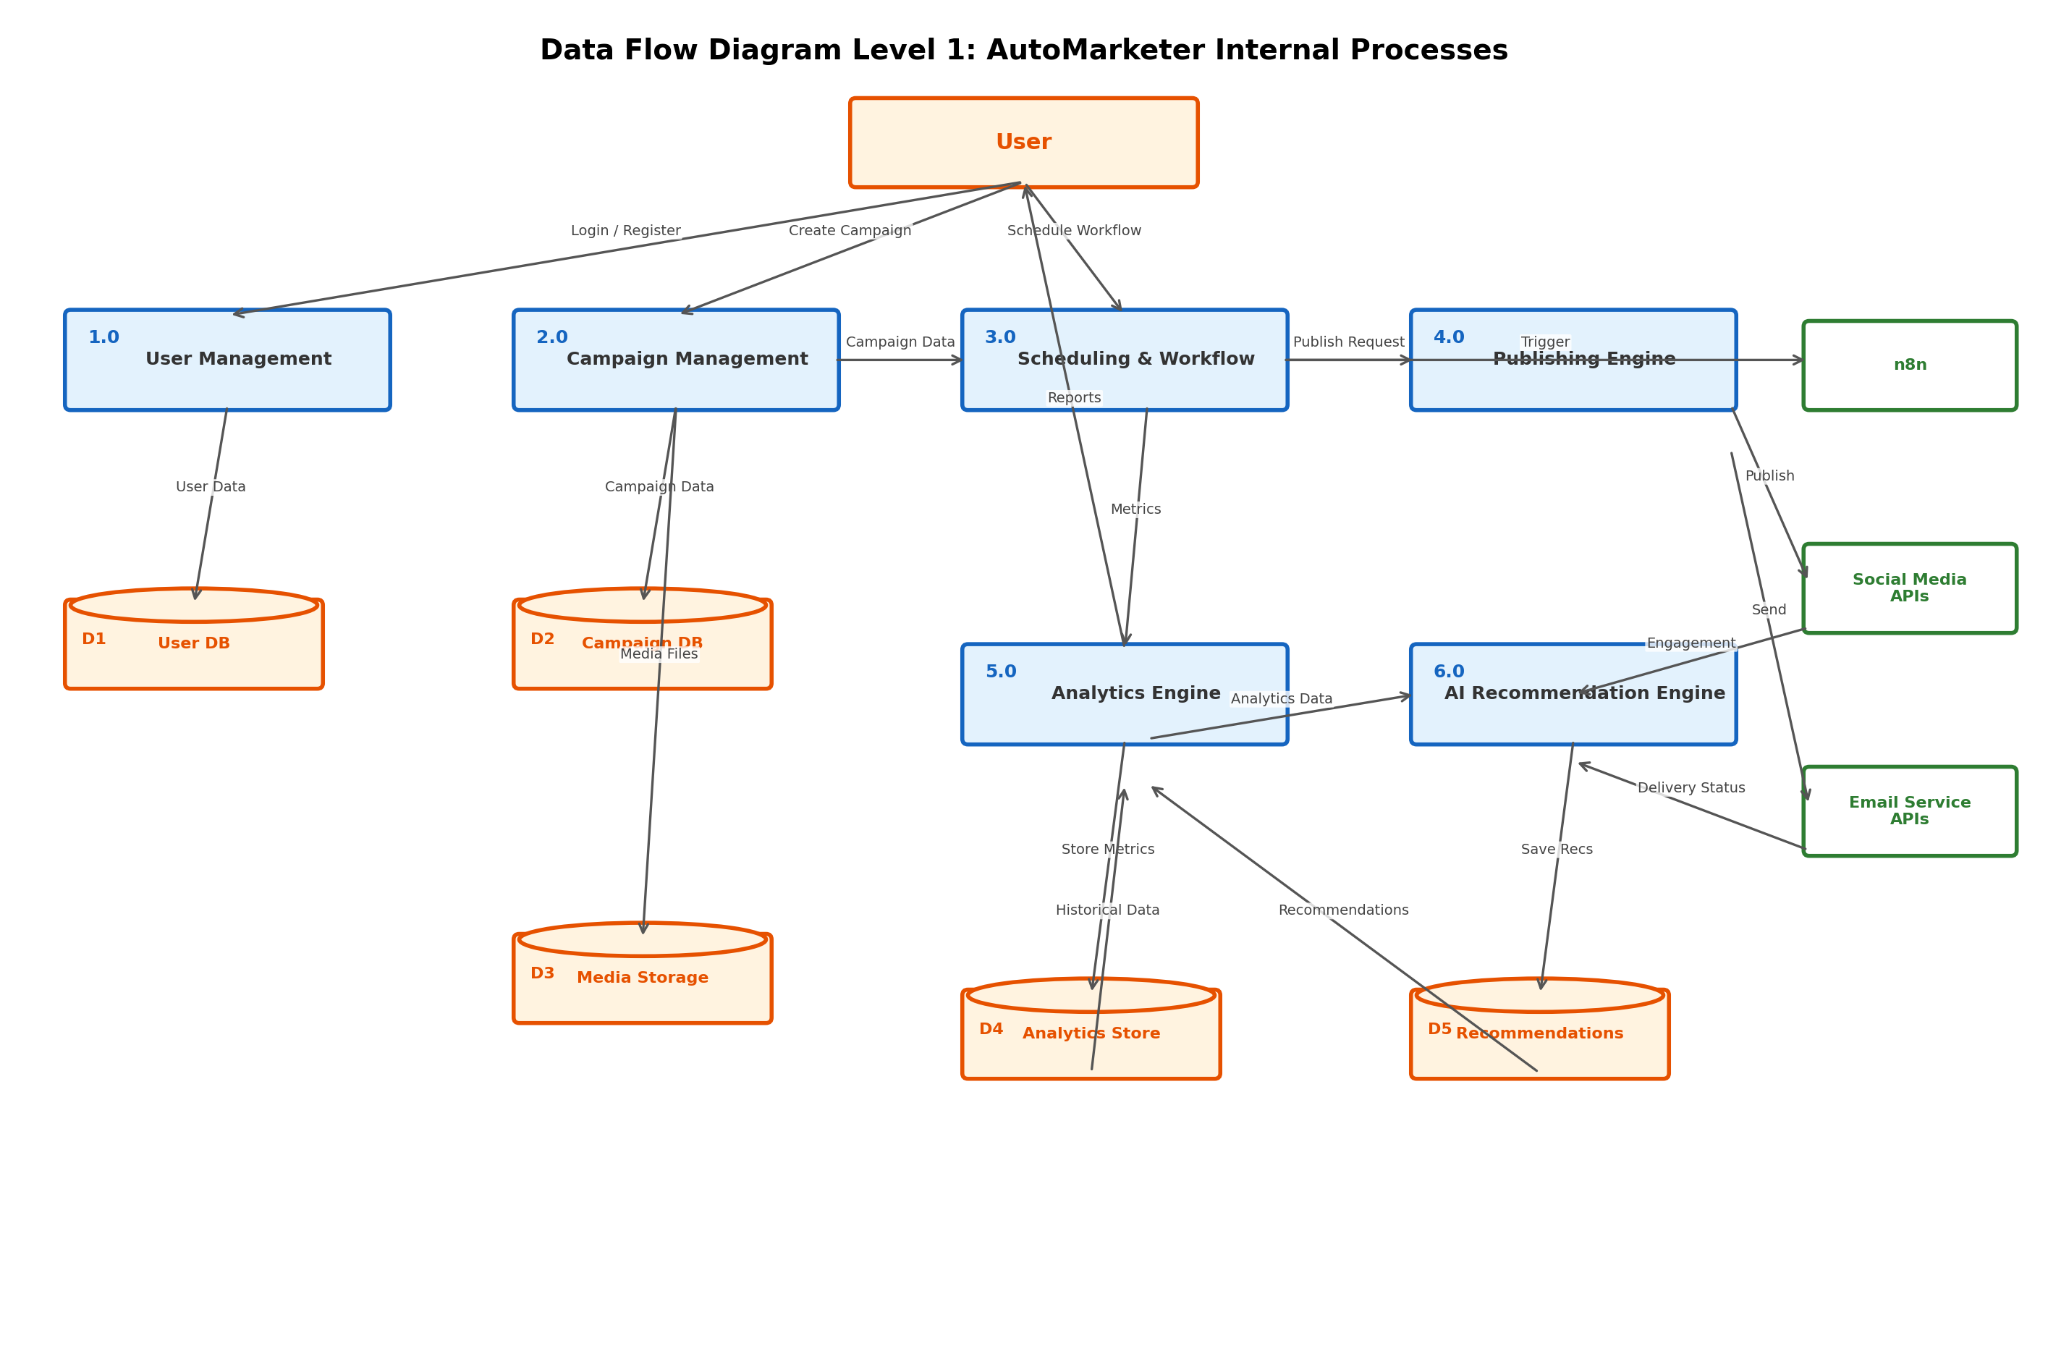 Data Flow Diagram Level 1: AutoMarketer Internal Processes
User
Login / Register
Create Campaign
Schedule Workflow
1.0
User Management
2.0
Campaign Management
Campaign Data
3.0
Scheduling & Workflow
Publish Request
4.0
Publishing Engine
Trigger
n8n
Reports
User Data
Campaign Data
Metrics
Publish
Social Media
APIs
Send
Engagement
D1
User DB
D2
Campaign DB
Media Files
5.0
Analytics Engine
Analytics Data
6.0
AI Recommendation Engine
Delivery Status
Email Service
APIs
Store Metrics
Save Recs
Historical Data
Recommendations
D3
Media Storage
D4
Analytics Store
D5
Recommendations